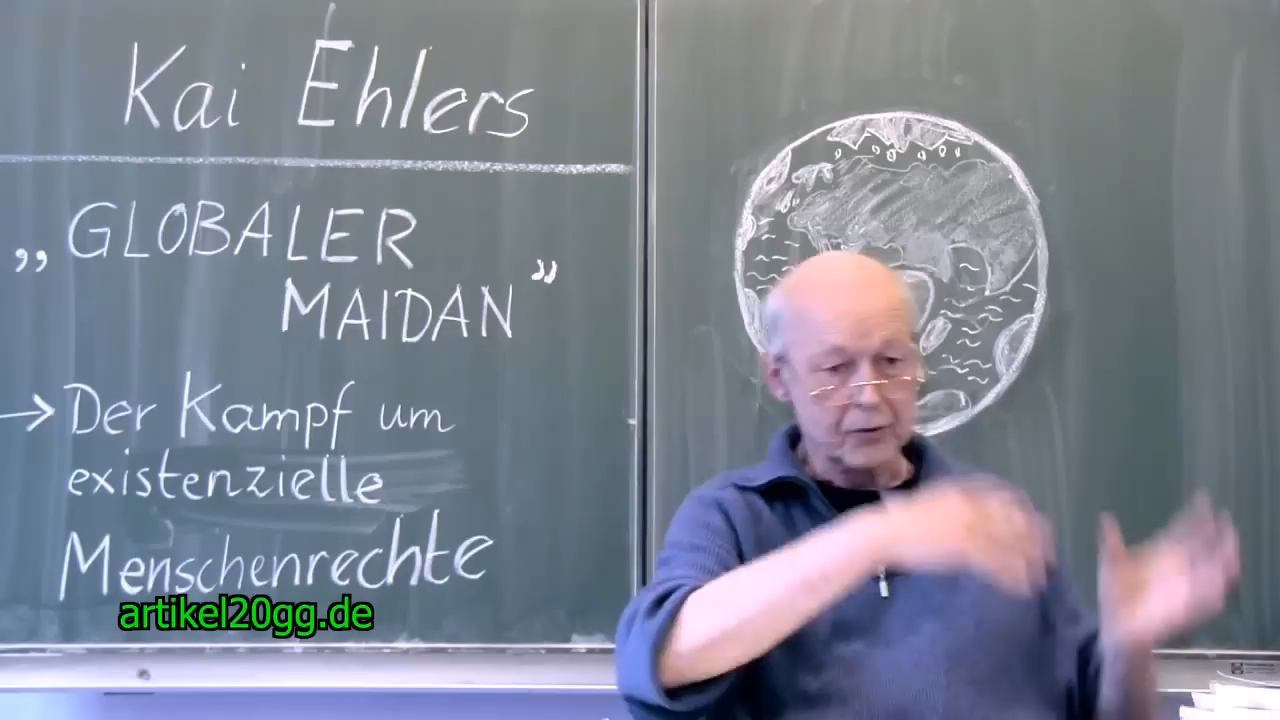 Kai Ehlers
„GLOBALER
MAIDAN"
→ Der Kampf um
existenzielle
Menschenrechte
artikel20gg.de